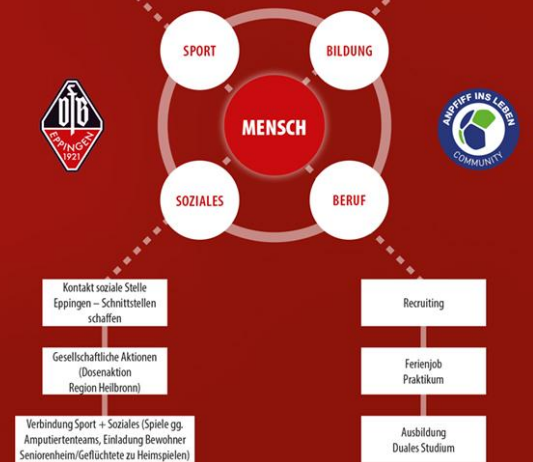 SPORT
BILDUNG
MENSCH
VfB
EPPINGEN
1921
ANPFIFF INS LEBEN
COMMUNITY
SOZIALES
BERUF
Kontakt soziale Stelle
Eppingen – Schnittstellen
schaffen
Recruiting
Gesellschaftliche Aktionen
(Dosenaktion
Region Heilbronn)
Ferienjob
Praktikum
Verbindung Sport + Soziales (Spiele gg.
Amputiertenteams, Einladung Bewohner
Seniorenheim/Geflüchtete zu Heimspielen)
Ausbildung
Duales Studium